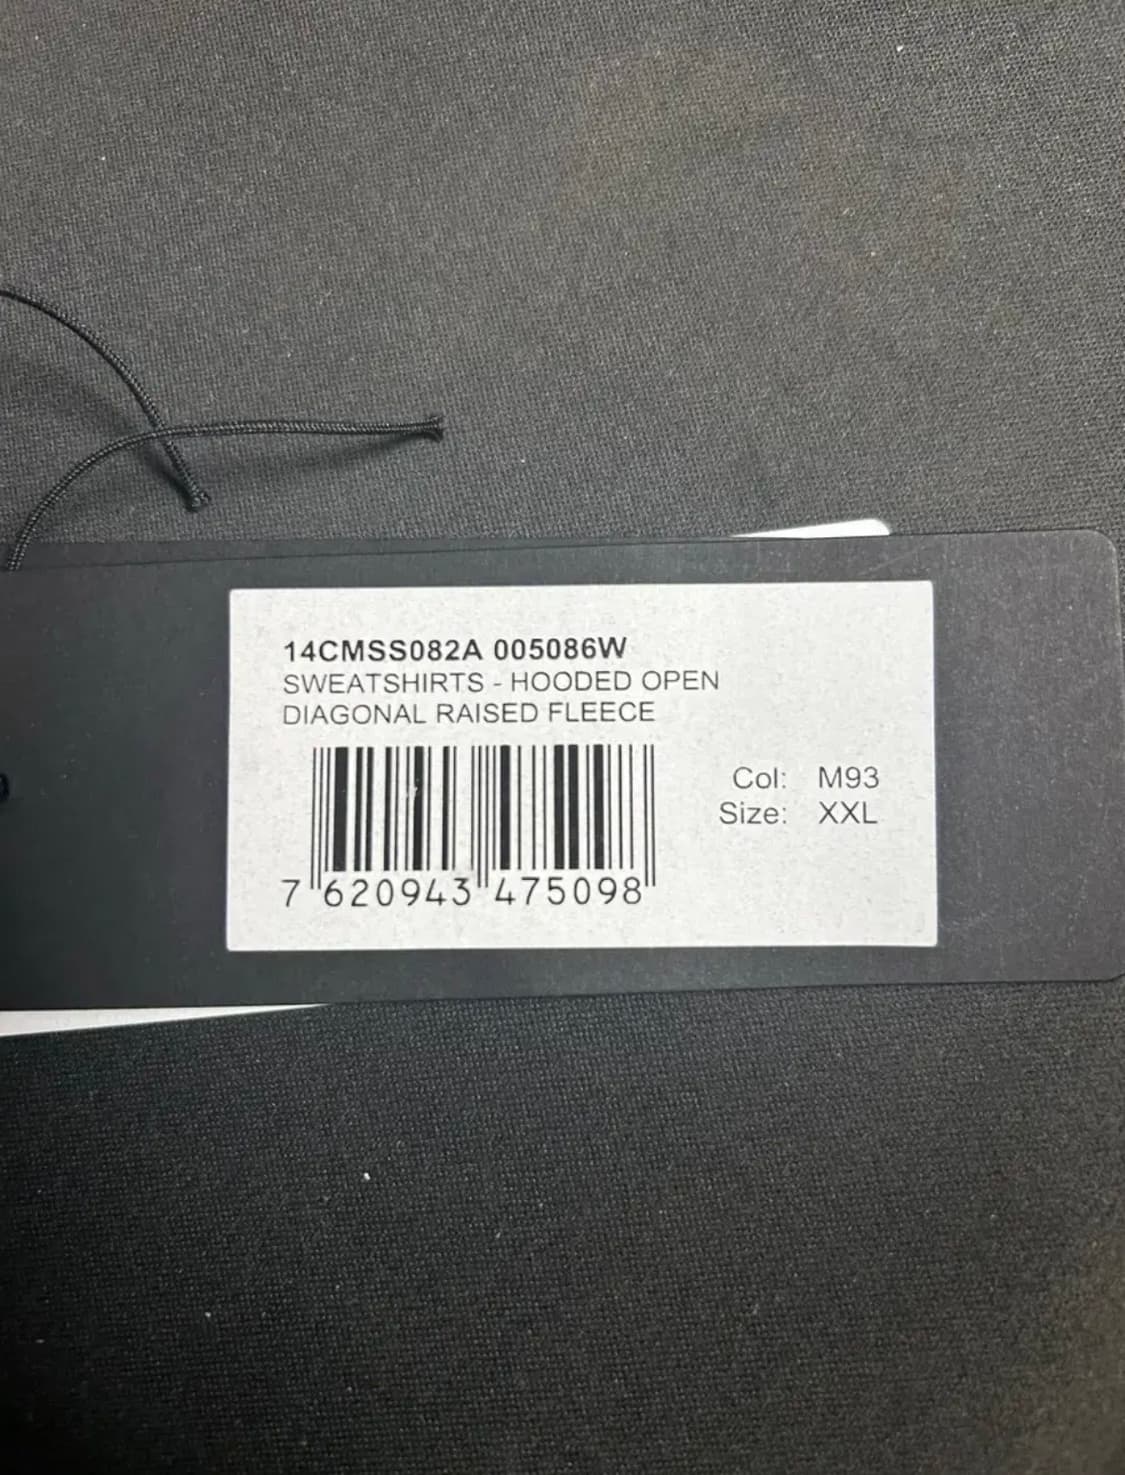 14CMSS082A 005086W
SWEATSHIRTS - HOODED OPEN
DIAGONAL RAISED FLEECE
Col: M93
Size: XXL
7 620943 475098